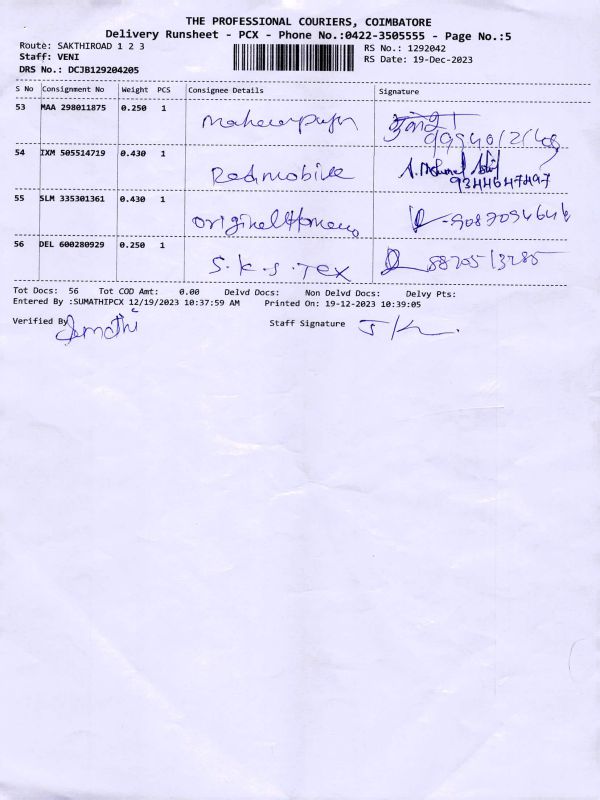 THE PROFESSIONAL COURIERS, COIMBATORE
Delivery Runsheet - PCX - Phone No.:0422-3505555 - Page No.:5
Route: SAKTHIROAD 1 2 3 RS No.: 1292042
Staff: VENI RS Date: 19-Dec-2023
DRS No.: DCJB129204205
S No Consignment No Weight PCS Consignee Details Signature
53 MAA 298011875 0.250 1
54 IXM 505514719 0.430 1 Redmobile
9344647497
55 SLM 335301361 0.430 1 original
56 DEL 600280929 0.250 1 S.K.S.Tex
Tot Docs: 56 Tot COD Amt: 0.00 Delvd Docs: Non Delvd Docs: Delvy Pts:
Entered By :SUMATHIPCX 12/19/2023 10:37:59 AM Printed On: 19-12-2023 10:39:05
Verified By Staff Signature